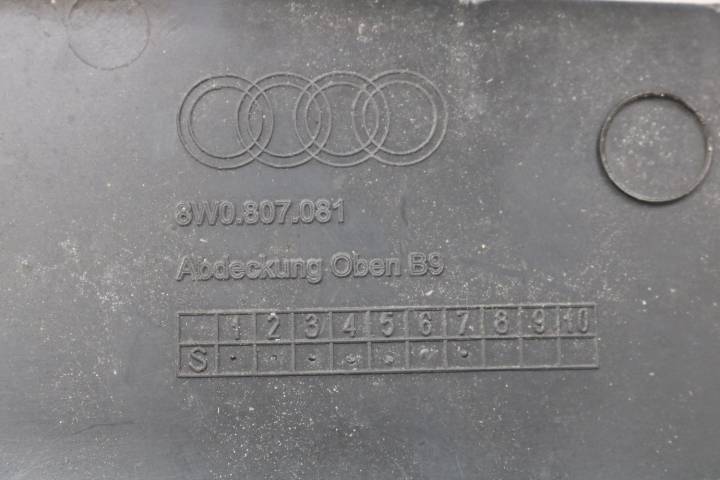 8W0.807.081
Abdeckung Oben B9
1 2 3 4 5 6 7 8 9 10
S